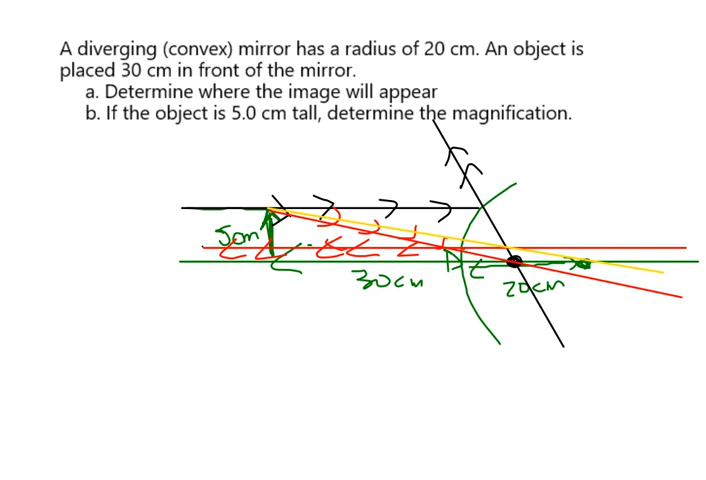 A diverging (convex) mirror has a radius of 20 cm. An object is
placed 30 cm in front of the mirror.
a. Determine where the image will appear
b. If the object is 5.0 cm tall, determine the magnification.
5cm
30cm
20cm